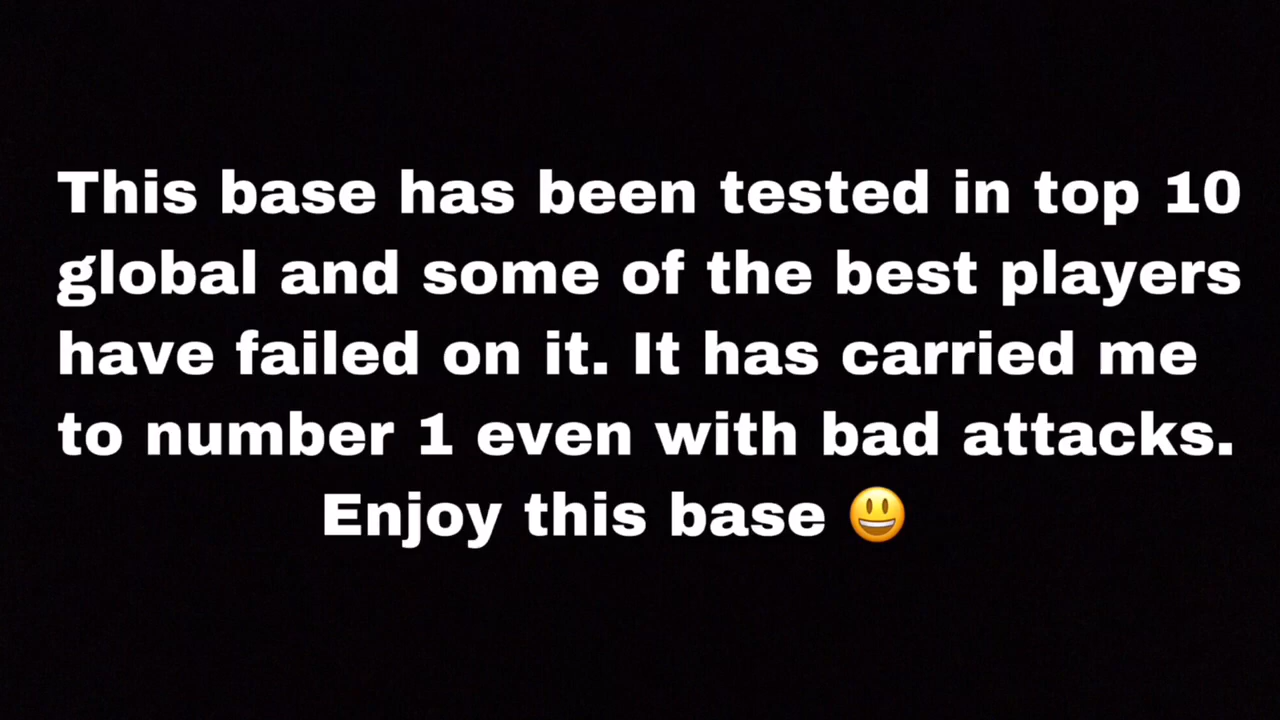 This base has been tested in top 10
global and some of the best players
have failed on it. It has carried me
to number 1 even with bad attacks.
Enjoy this base 😃